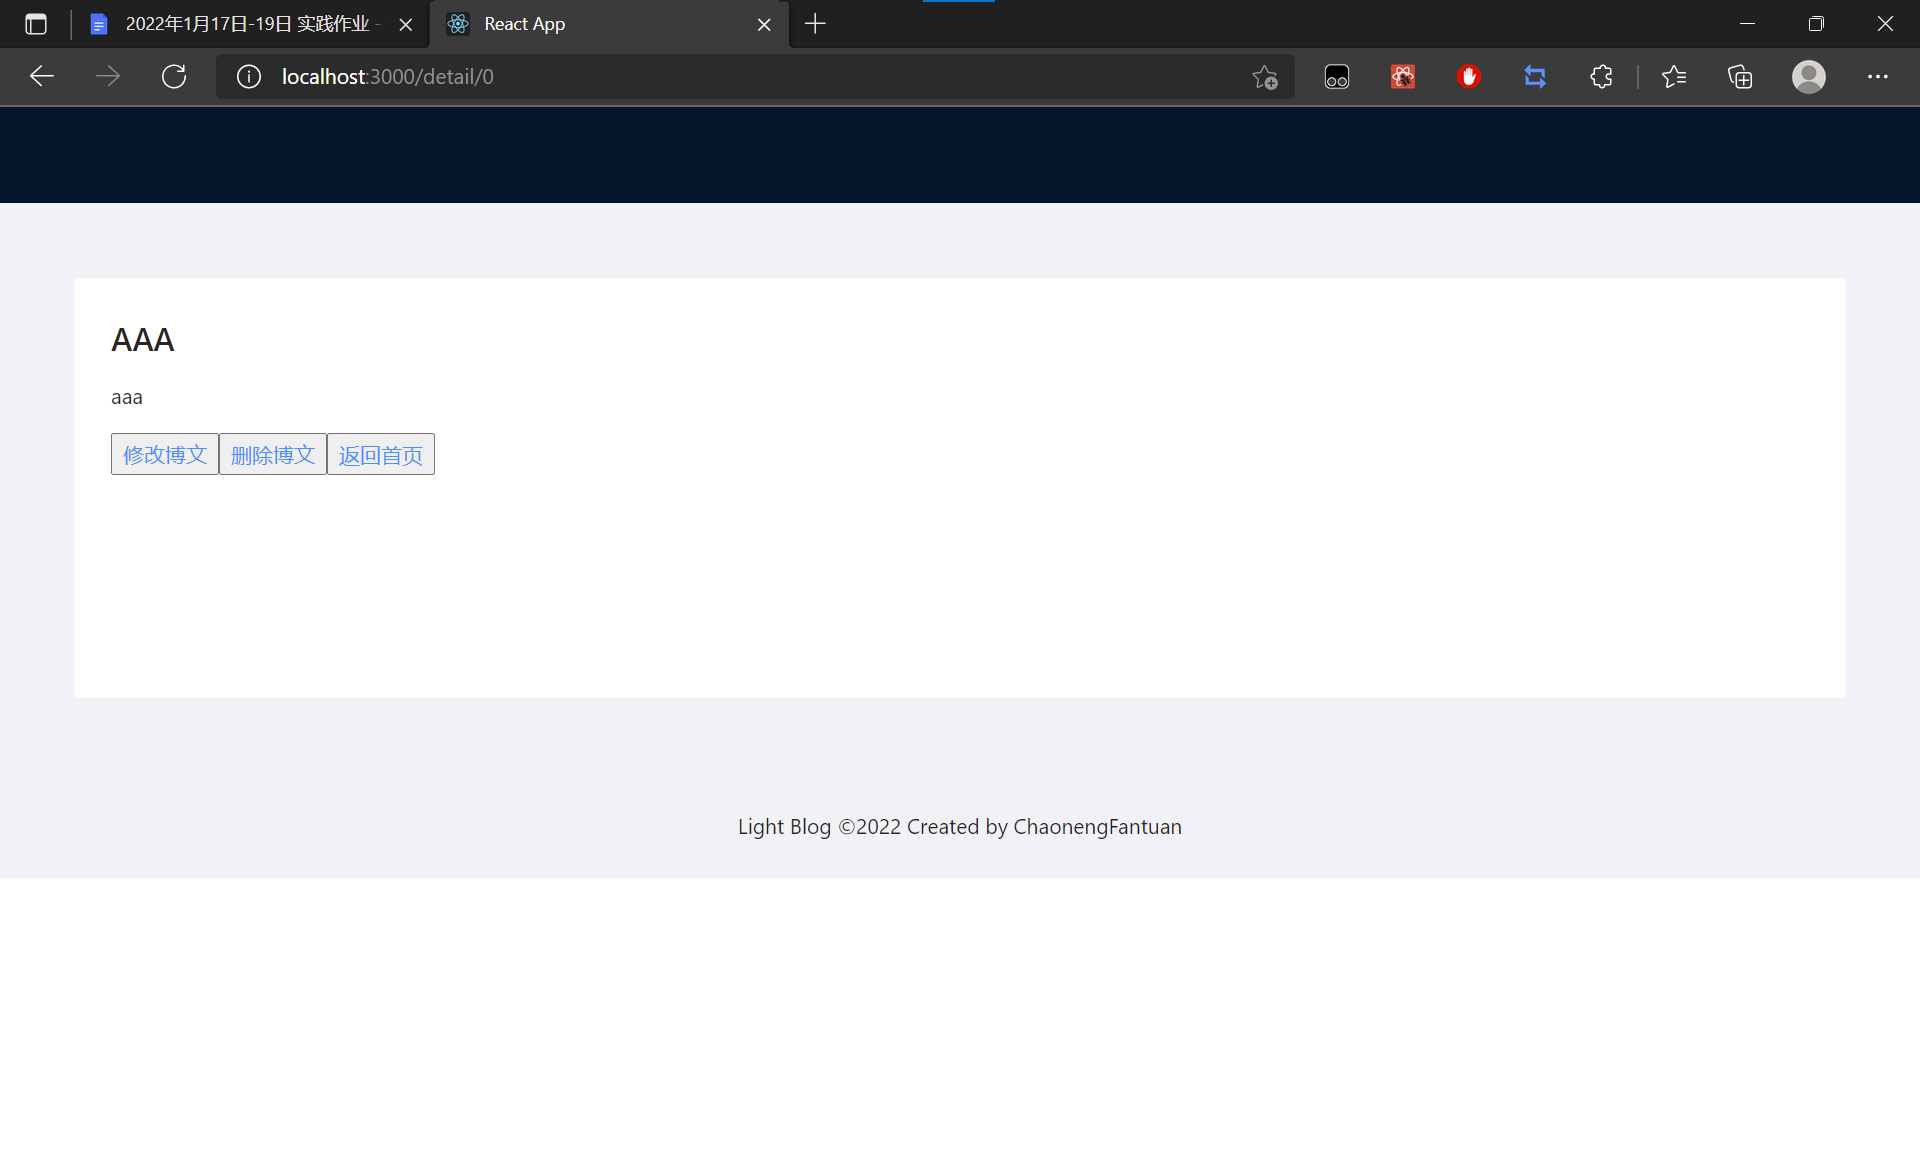 2022年1月17日-19日 实践作业 -
React App
localhost:3000/detail/0
AAA
aaa
修改博文
删除博文
返回首页
Light Blog ©2022 Created by ChaonengFantuan